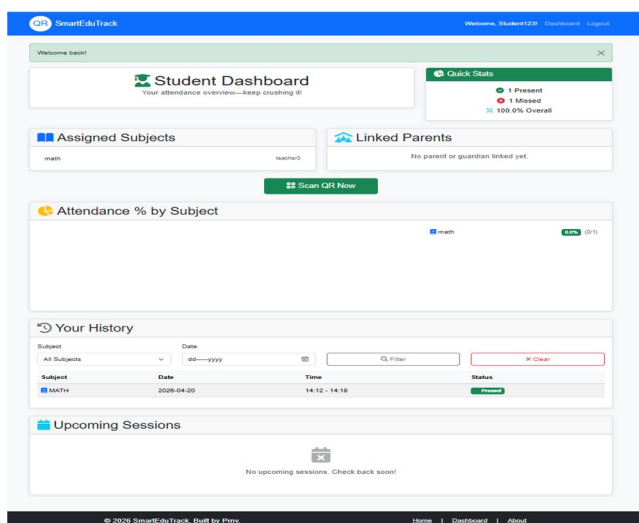 QR SmartEduTrack Welcome, Student123! Dashboard Logout
Welcome back!
Student Dashboard
Your attendance overview—keep crushing it!
Quick Stats
1 Present
1 Missed
100.0% Overall
Assigned Subjects
math teacher3
Linked Parents
No parent or guardian linked yet.
Scan QR Now
Attendance % by Subject
math 0.0% (0/1)
Your History
Subject Date
All Subjects dd----yyyy Filter Clear
Subject Date Time Status
MATH 2026-04-20 14:12 - 14:18 Present
Upcoming Sessions
No upcoming sessions. Check back soon!
© 2026 SmartEduTrack. Built by Pmv. Home | Dashboard | About